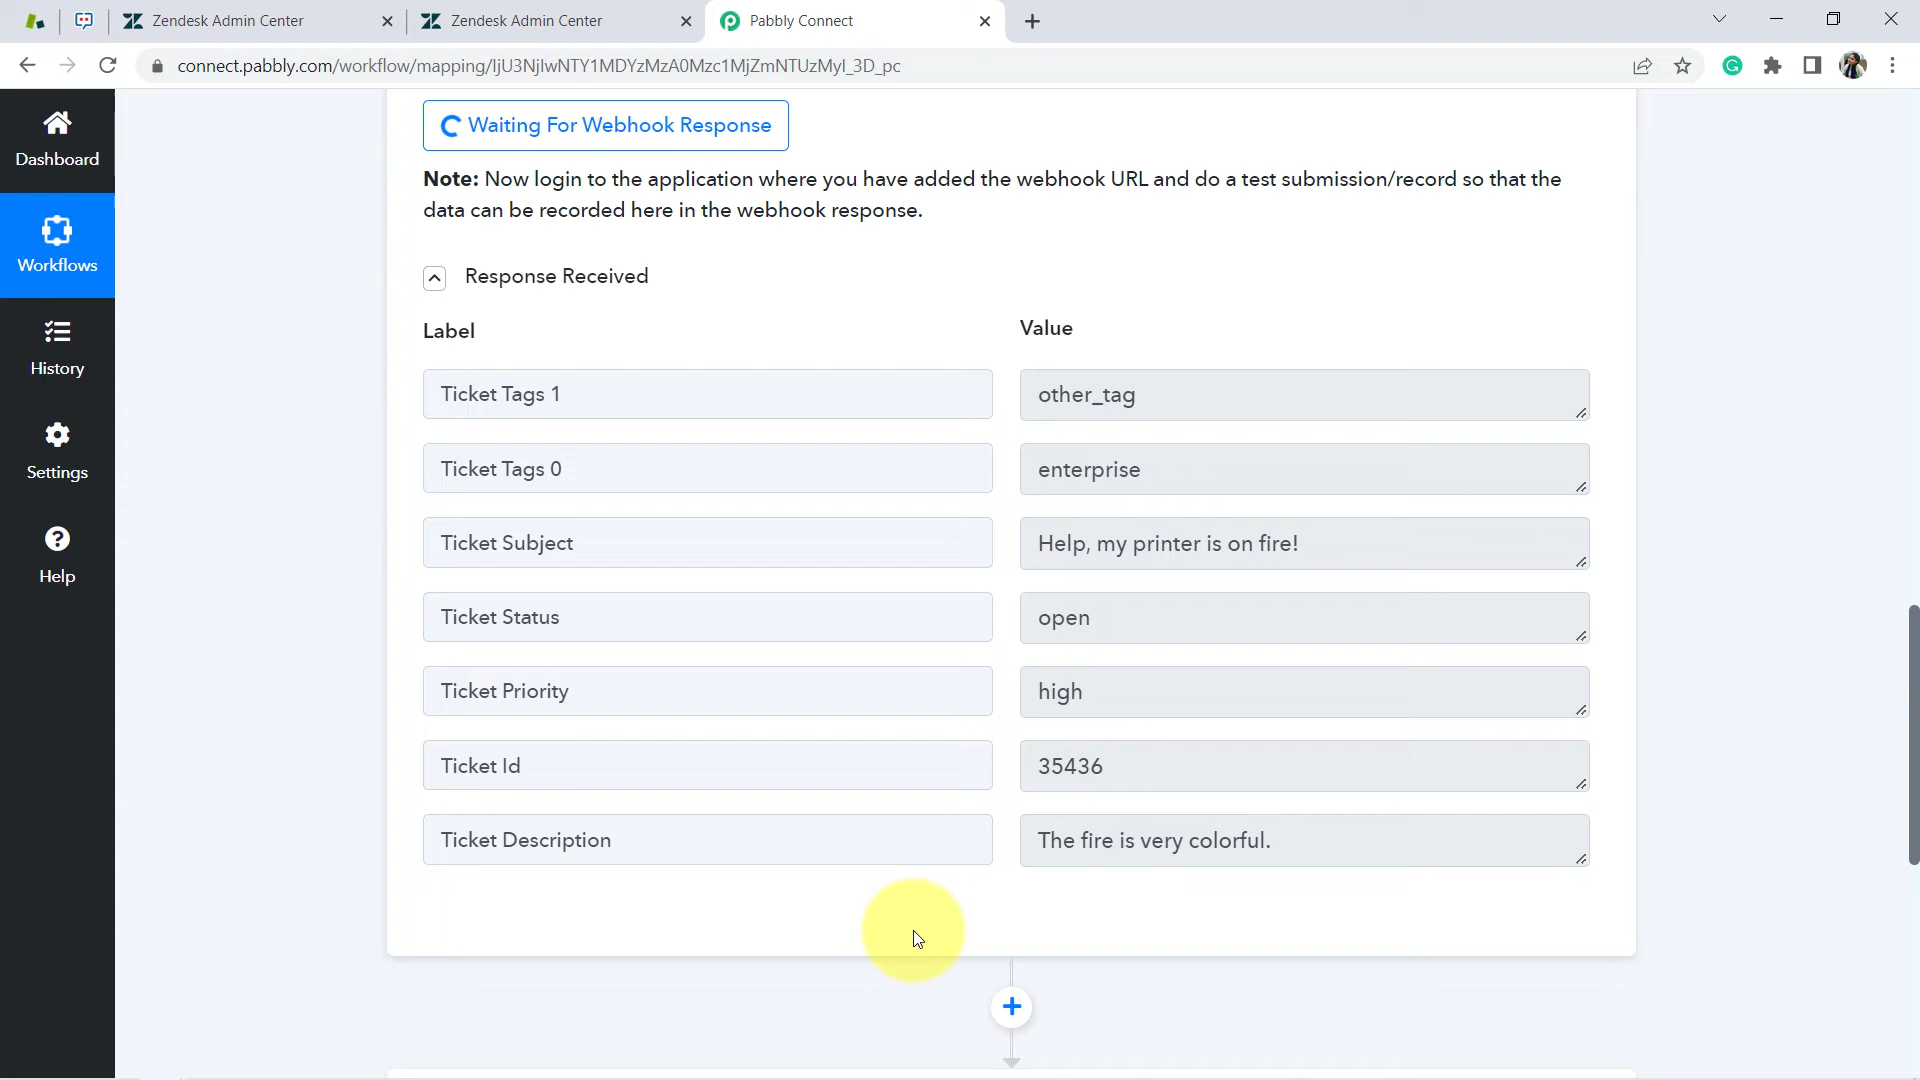 Zendesk Admin Center
Zendesk Admin Center
Pabbly Connect
connect.pabbly.com/workflow/mapping/IjU3NjIwNTY1MDYzMzA0Mzc1MjZmNTUzMyI_3D_pc
Dashboard
Workflows
History
Settings
Help
Waiting For Webhook Response
Note: Now login to the application where you have added the webhook URL and do a test submission/record so that the
data can be recorded here in the webhook response.
Response Received
Label Value
Ticket Tags 1 other_tag
Ticket Tags 0 enterprise
Ticket Subject Help, my printer is on fire!
Ticket Status open
Ticket Priority high
Ticket Id 35436
Ticket Description The fire is very colorful.